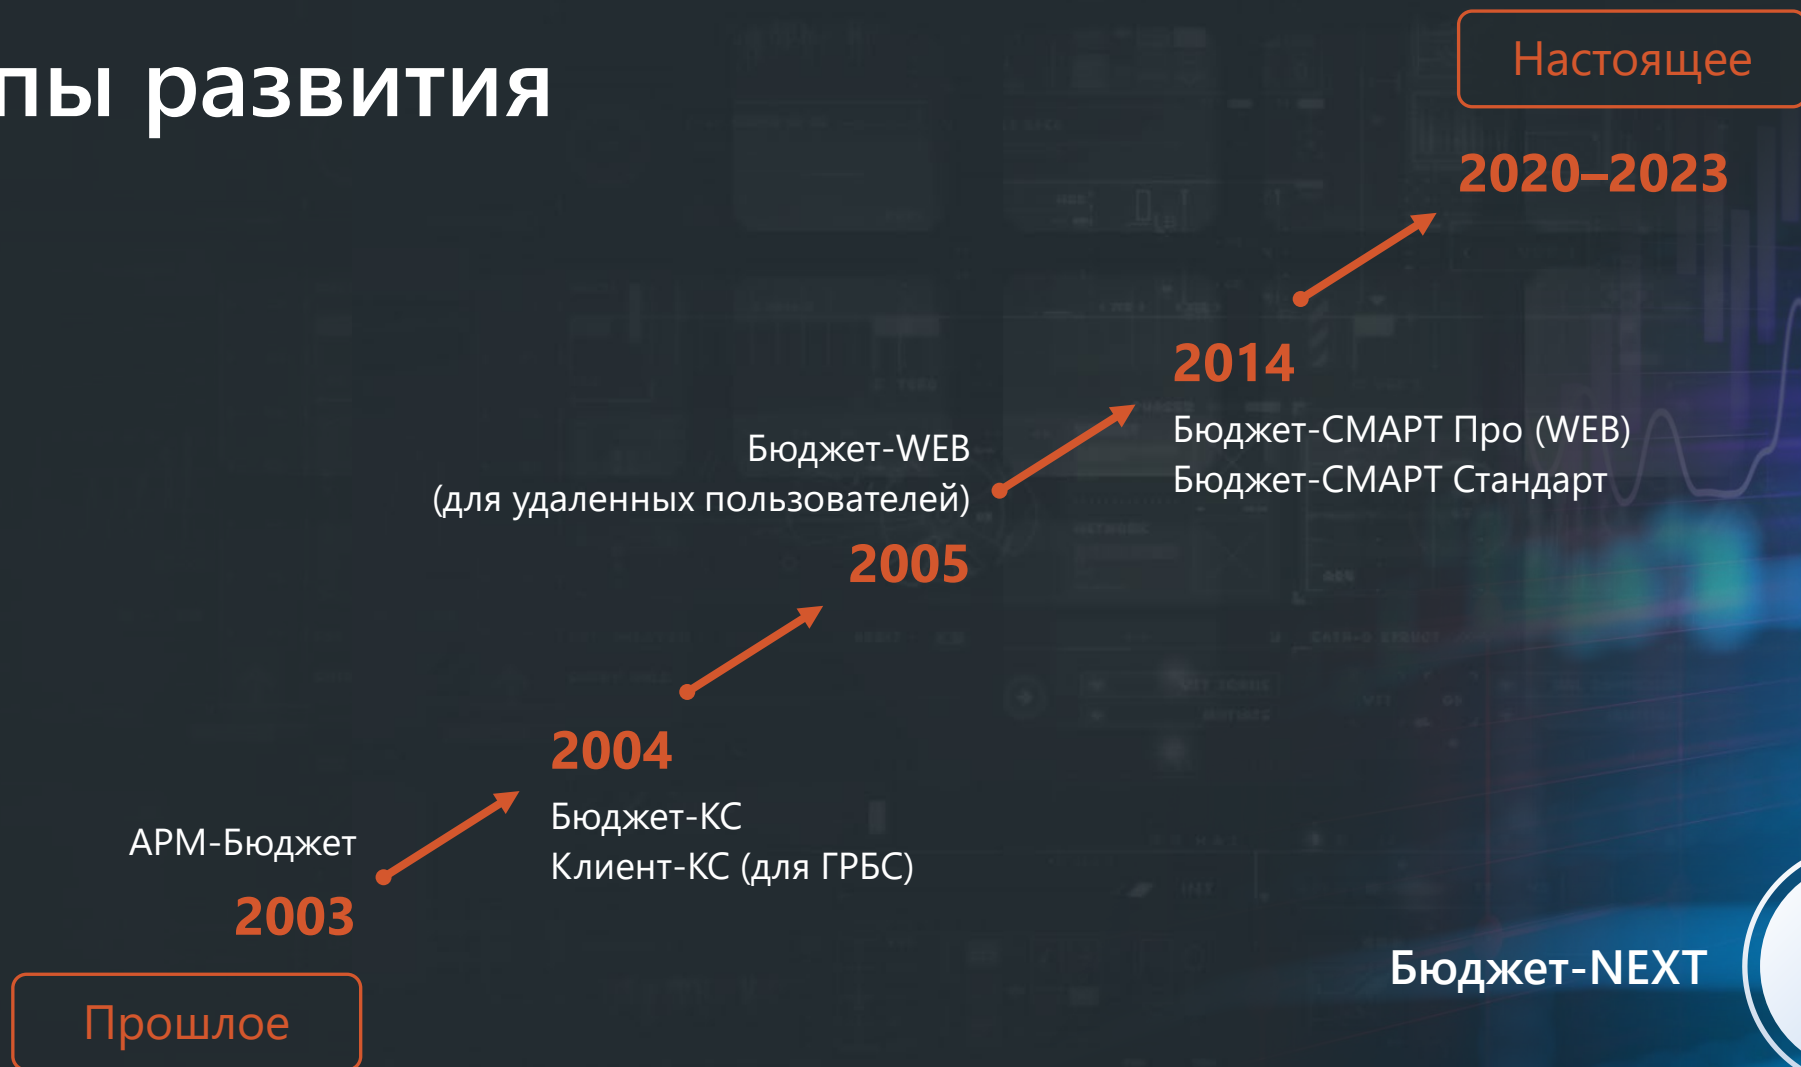 пы развития
Настоящее
2020–2023
2014
Бюджет-СМАРТ Про (WEB)
Бюджет-СМАРТ Стандарт
Бюджет-WEB
(для удаленных пользователей)
2005
2004
Бюджет-КС
Клиент-КС (для ГРБС)
АРМ-Бюджет
2003
Прошлое
Бюджет-NEXT